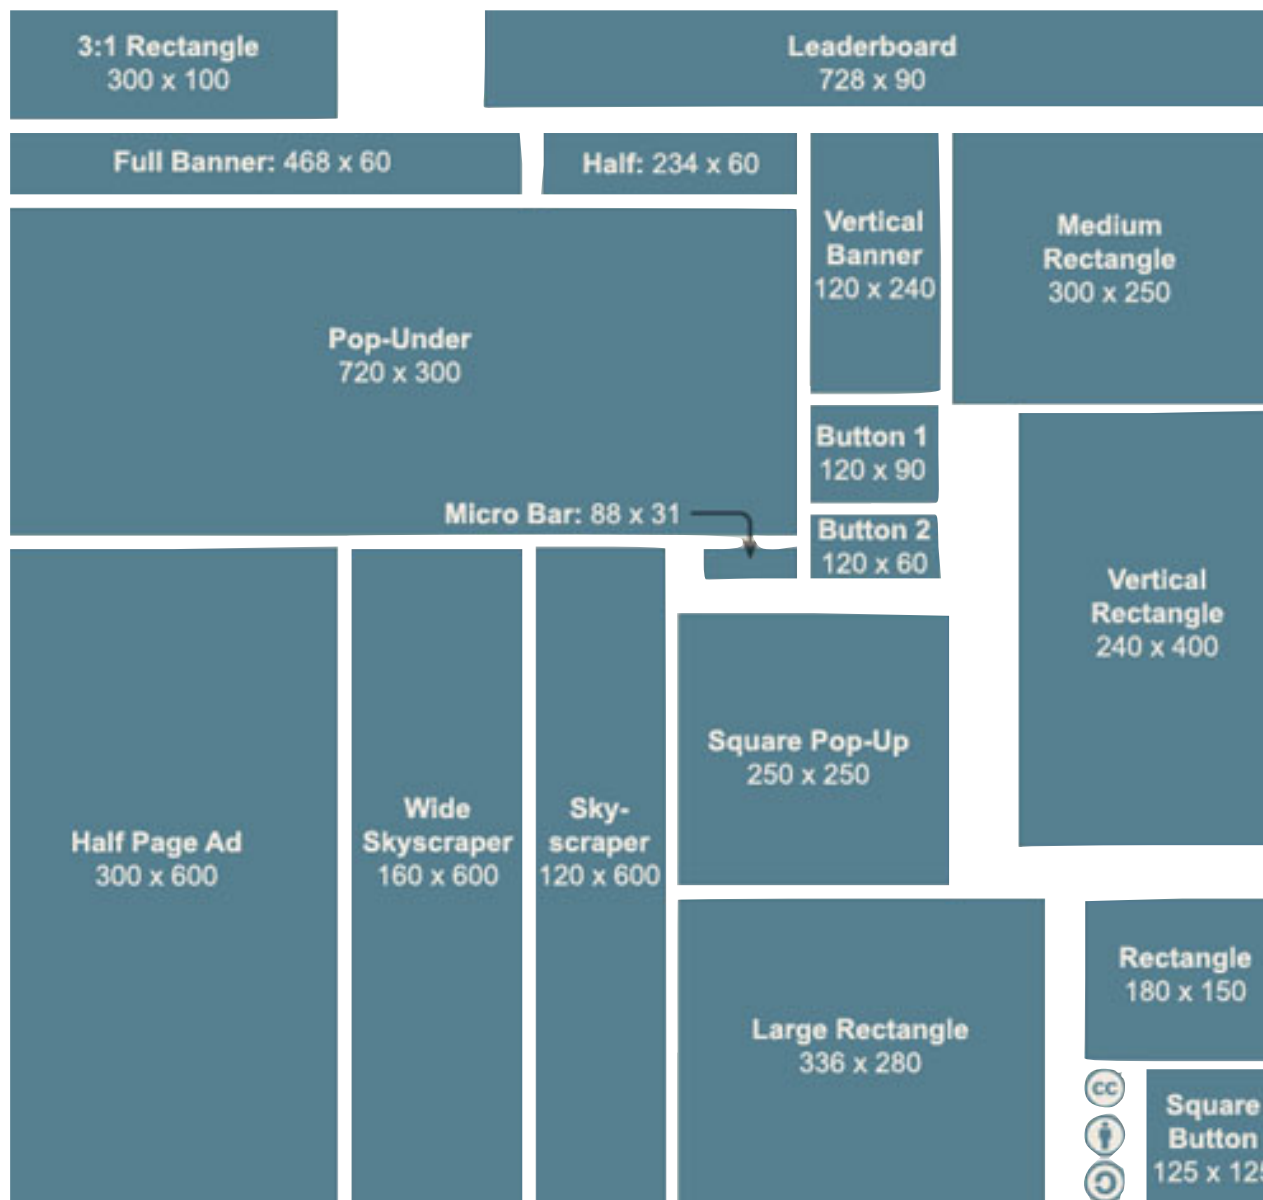 3:1 Rectangle
300 x 100
Leaderboard
728 x 90
Full Banner: 468 x 60
Half: 234 x 60
Vertical
Banner
120 x 240
Medium
Rectangle
300 x 250
Pop-Under
720 x 300
Button 1
120 x 90
Micro Bar: 88 x 31
Button 2
120 x 60
Vertical
Rectangle
240 x 400
Square Pop-Up
250 x 250
Half Page Ad
300 x 600
Wide
Skyscraper
160 x 600
Sky-
scraper
120 x 600
Rectangle
180 x 150
Large Rectangle
336 x 280
cc
Square
Button
125 x 125